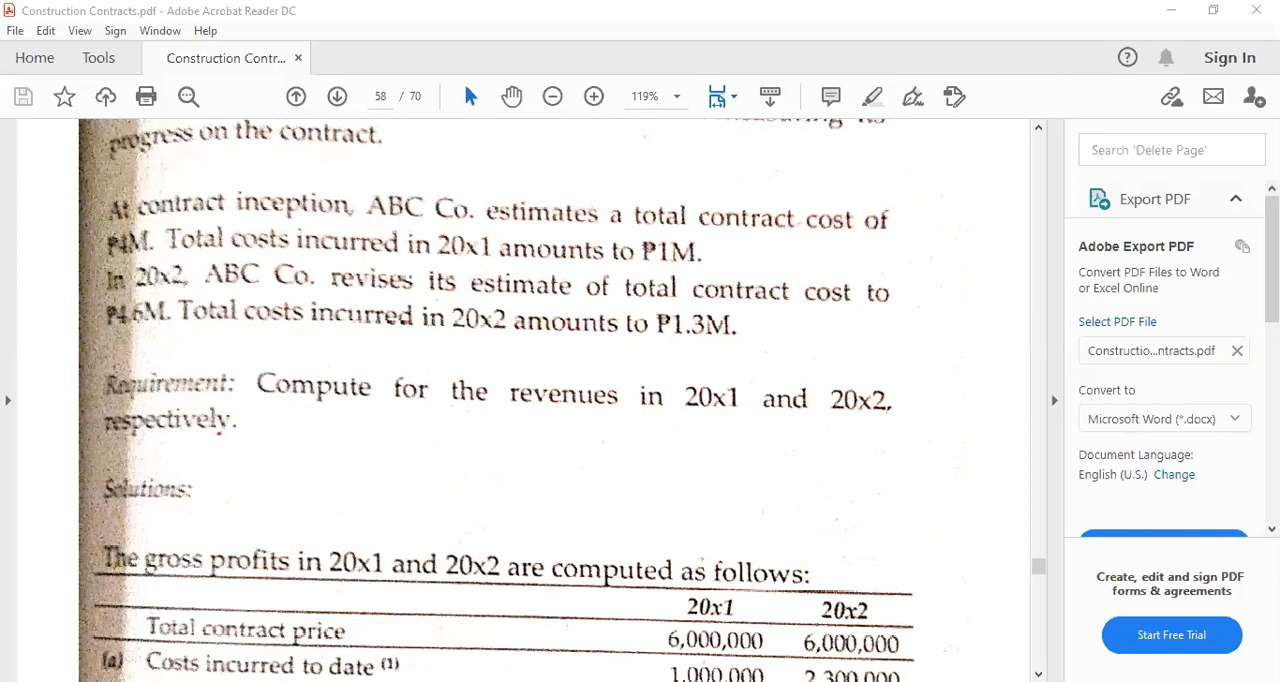 Construction Contracts.pdf - Adobe Acrobat Reader DC
File Edit View Sign Window Help
Home Tools Construction Contr... × Sign In
58 / 70 119%
progress on the contract.
At contract inception, ABC Co. estimates a total contract cost of
₱4M. Total costs incurred in 20x1 amounts to ₱1M.
In 20x2, ABC Co. revises its estimate of total contract cost to
₱4.6M. Total costs incurred in 20x2 amounts to ₱1.3M.
Requirement: Compute for the revenues in 20x1 and 20x2,
respectively.
Solutions:
The gross profits in 20x1 and 20x2 are computed as follows:
20x1 20x2
Total contract price 6,000,000 6,000,000
(a) Costs incurred to date (1) 1,000,000 2,300,000
Search 'Delete Page'
Export PDF
Adobe Export PDF
Convert PDF Files to Word
or Excel Online
Select PDF File
Constructio...ntracts.pdf
Convert to
Microsoft Word (*.docx)
Document Language:
English (U.S.) Change
Create, edit and sign PDF
forms & agreements
Start Free Trial